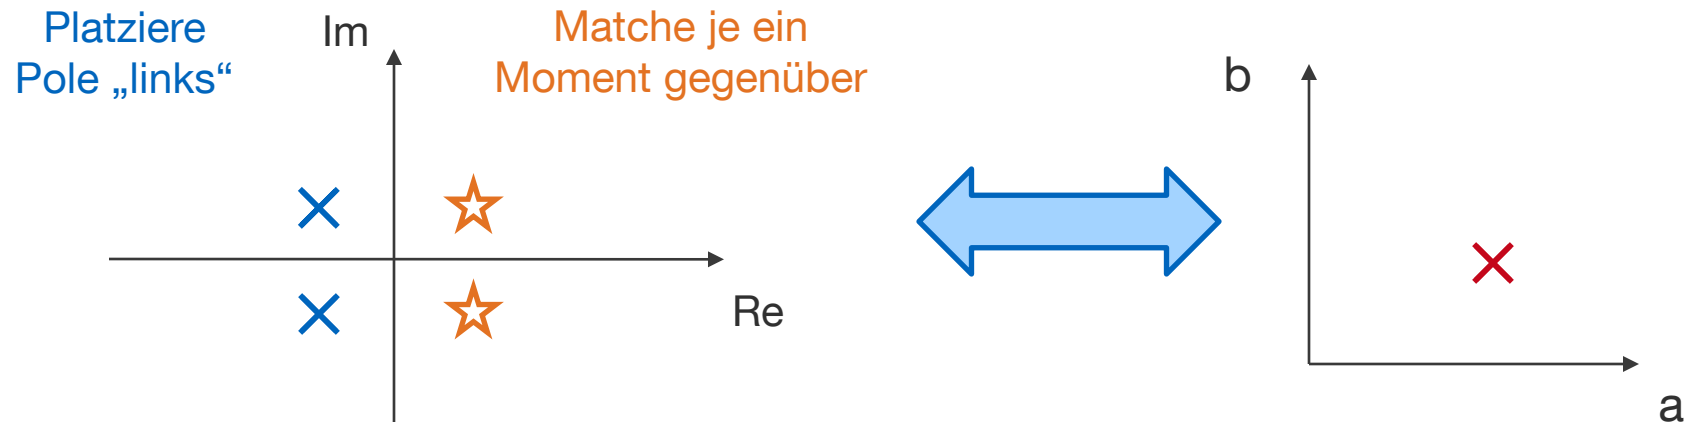 Platziere
Pole „links“
Im
Matche je ein
Moment gegenüber
Re
b
a